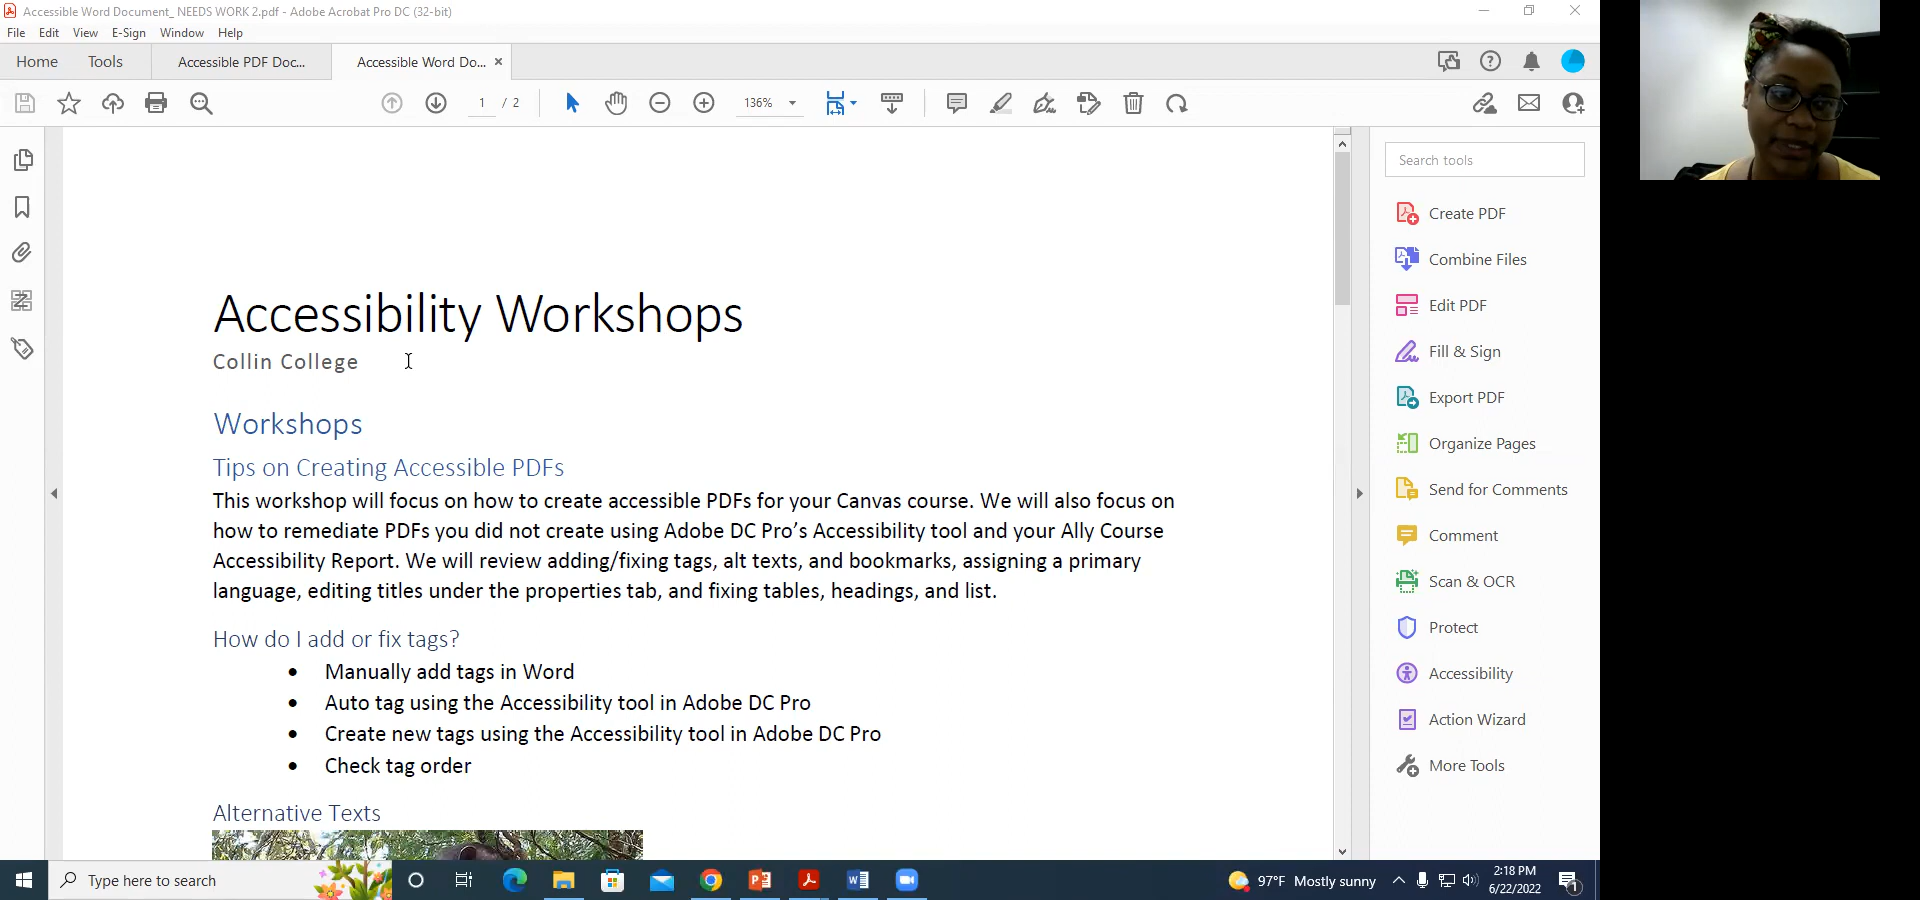 Accessible Word Document_ NEEDS WORK 2.pdf - Adobe Acrobat Pro DC (32-bit)
File Edit View E-Sign Window Help
Home Tools Accessible PDF Doc... Accessible Word Do... ×
1 / 2 136%
Search tools
Create PDF
Combine Files
Edit PDF
Fill & Sign
Export PDF
Organize Pages
Send for Comments
Comment
Scan & OCR
Protect
Accessibility
Action Wizard
More Tools
Accessibility Workshops
Collin College
Workshops
Tips on Creating Accessible PDFs
This workshop will focus on how to create accessible PDFs for your Canvas course. We will also focus on
how to remediate PDFs you did not create using Adobe DC Pro’s Accessibility tool and your Ally Course
Accessibility Report. We will review adding/fixing tags, alt texts, and bookmarks, assigning a primary
language, editing titles under the properties tab, and fixing tables, headings, and list.
How do I add or fix tags?
• Manually add tags in Word
• Auto tag using the Accessibility tool in Adobe DC Pro
• Create new tags using the Accessibility tool in Adobe DC Pro
• Check tag order
Alternative Texts
Type here to search
97°F Mostly sunny
2:18 PM
6/22/2022
1